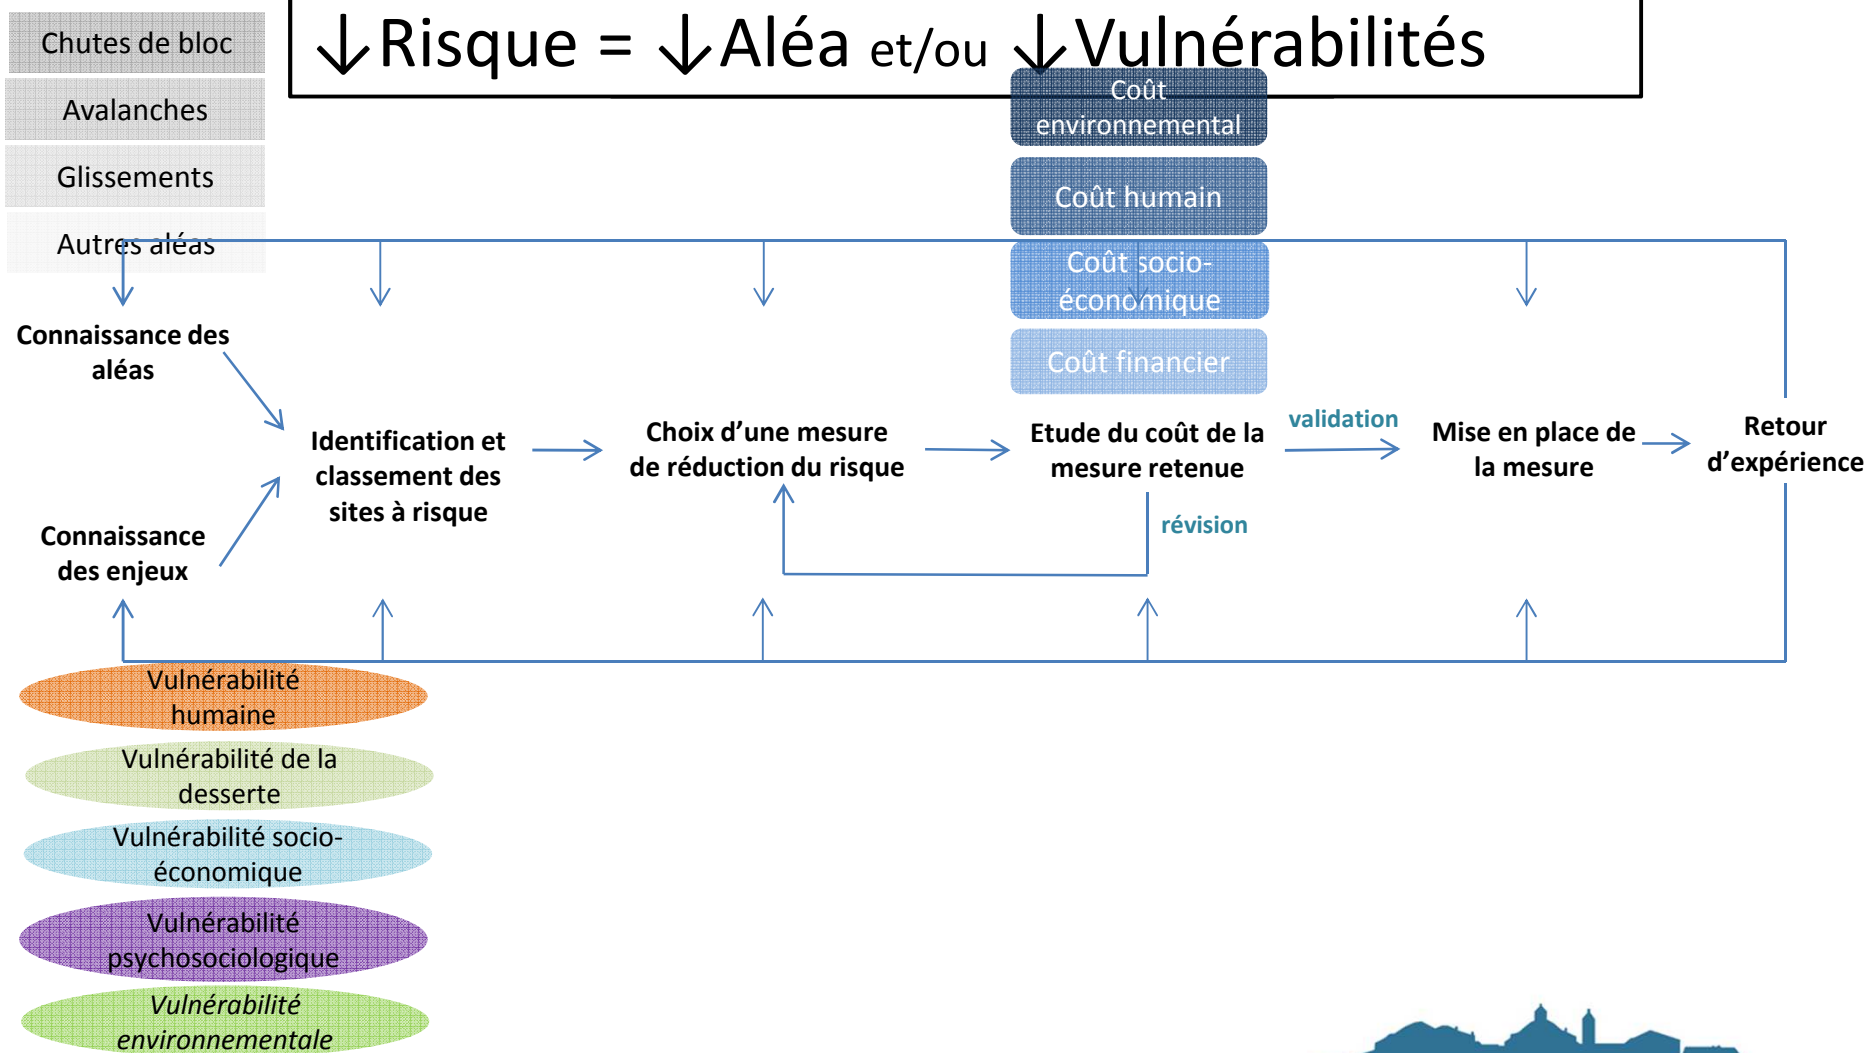 ↓Risque = ↓Aléa et/ou ↓Vulnérabilités
Chutes de bloc
Avalanches
Glissements
Autres aléas
Coût
environnemental
Coût humain
Coût socio-
économique
Coût financier
Connaissance des
aléas
Connaissance
des enjeux
Identification et
classement des
sites à risque
Choix d’une mesure
de réduction du risque
Etude du coût de la
mesure retenue
validation
révision
Mise en place de
la mesure
Retour
d’expérience
Vulnérabilité
humaine
Vulnérabilité de la
desserte
Vulnérabilité socio-
économique
Vulnérabilité
psychosociologique
Vulnérabilité
environnementale